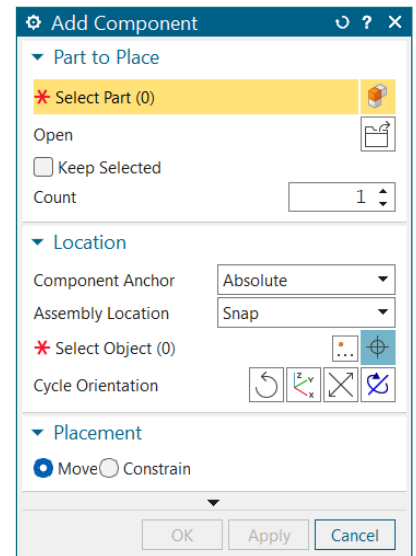 Add Component
Part to Place
* Select Part (0)
Open
Keep Selected
Count 1
Location
Component Anchor Absolute
Assembly Location Snap
* Select Object (0)
Cycle Orientation
Placement
Move Constrain
OK Apply Cancel